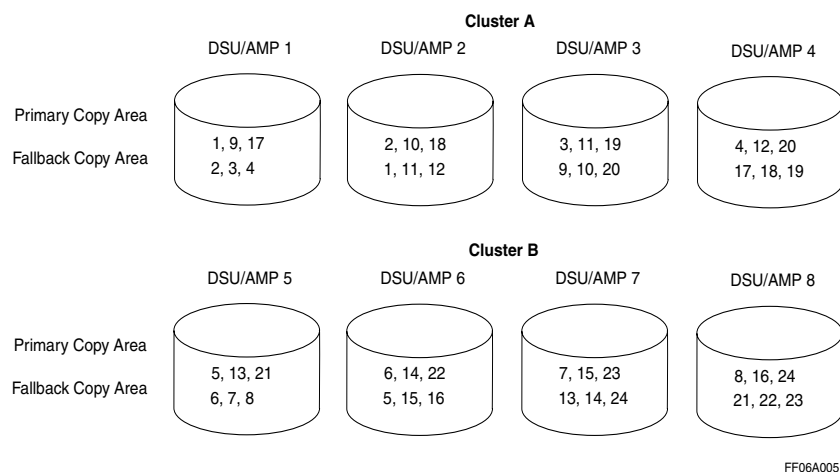 Cluster A
DSU/AMP 1 DSU/AMP 2 DSU/AMP 3 DSU/AMP 4
Primary Copy Area 1, 9, 17 2, 10, 18 3, 11, 19 4, 12, 20
Fallback Copy Area 2, 3, 4 1, 11, 12 9, 10, 20 17, 18, 19
Cluster B
DSU/AMP 5 DSU/AMP 6 DSU/AMP 7 DSU/AMP 8
Primary Copy Area 5, 13, 21 6, 14, 22 7, 15, 23 8, 16, 24
Fallback Copy Area 6, 7, 8 5, 15, 16 13, 14, 24 21, 22, 23
FF06A005